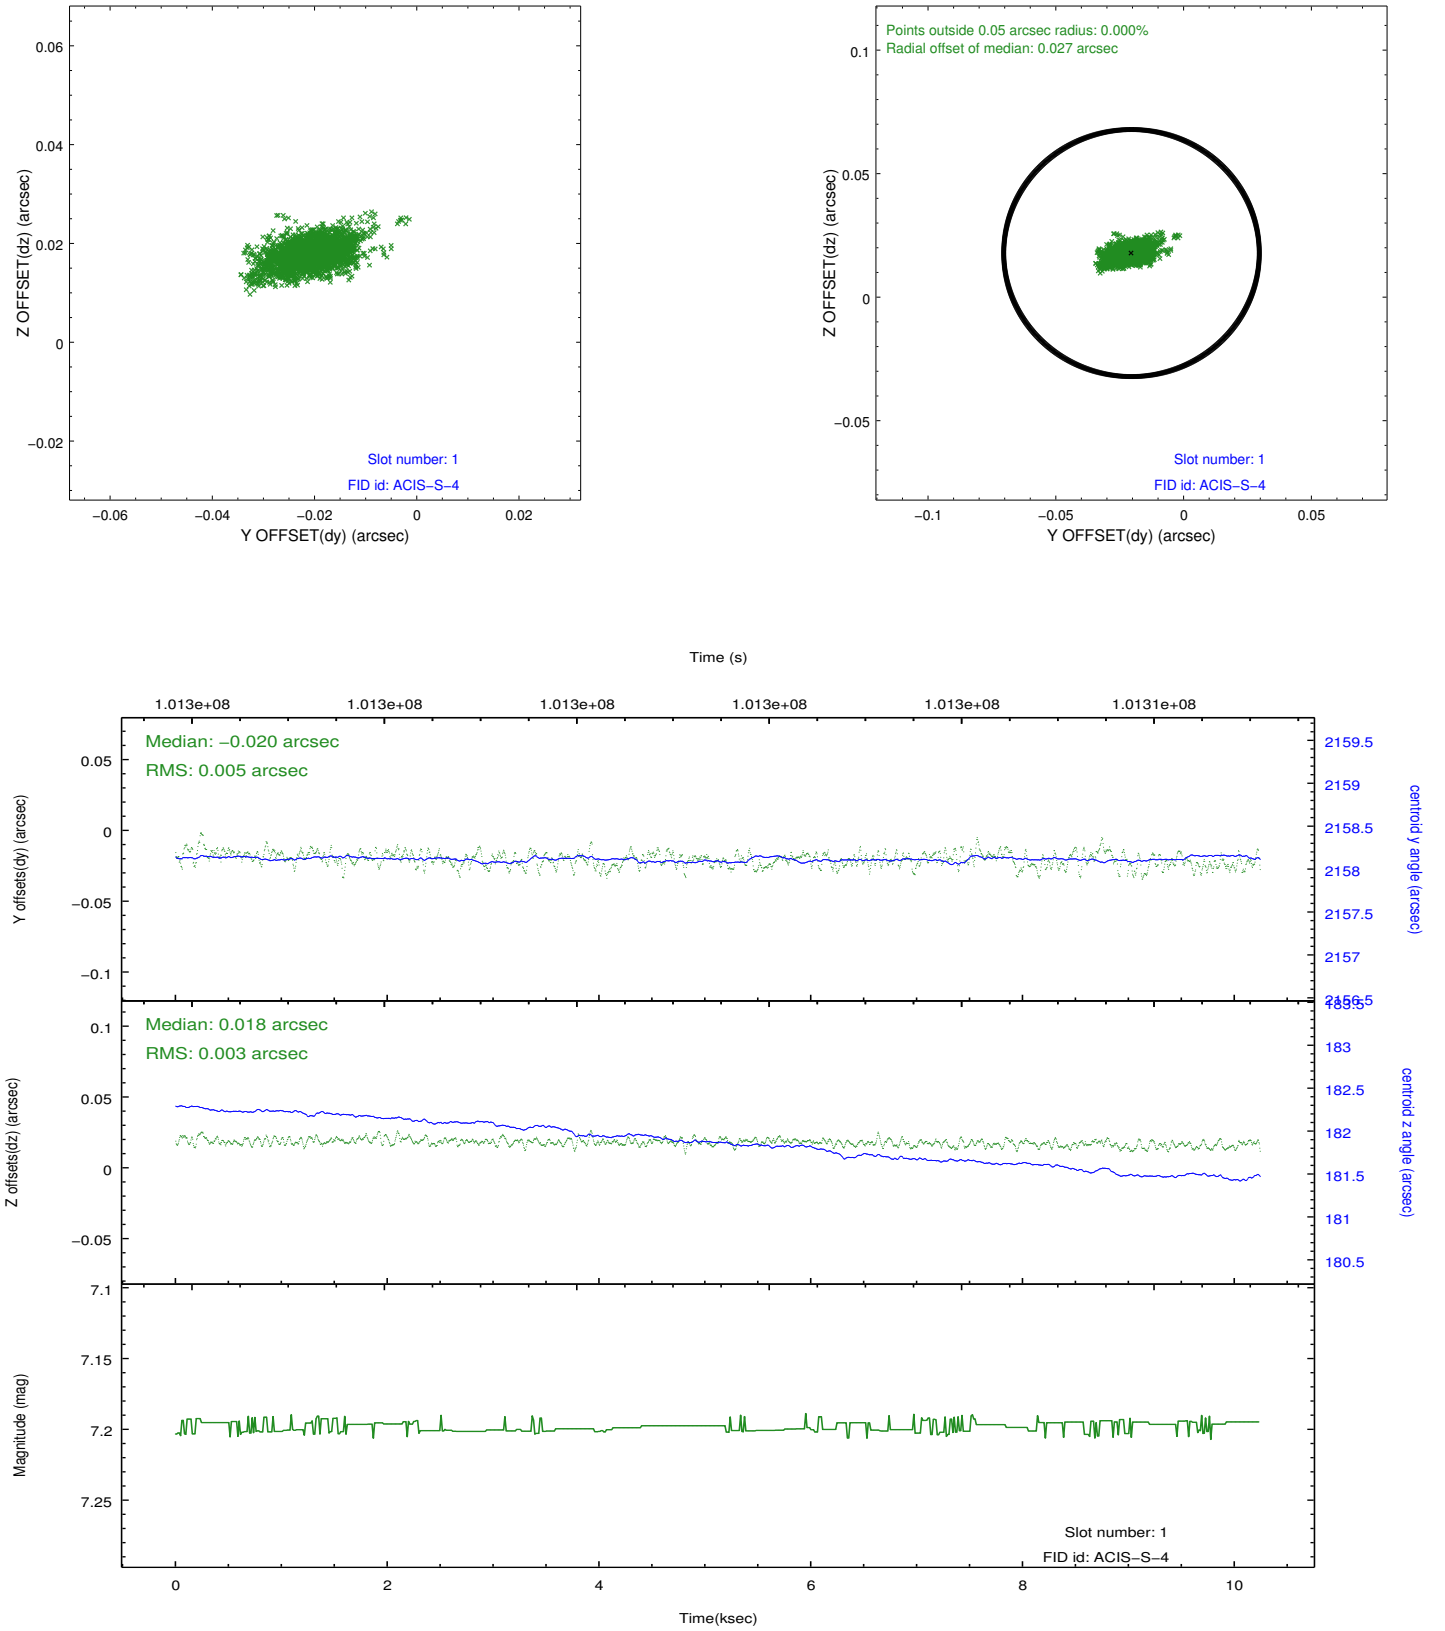 0.06
0.04
0.02
0
−0.02
Z OFFSET(dz) (arcsec)
Slot number: 1
FID id: ACIS−S−4
−0.06
−0.04
−0.02
0
0.02
Y OFFSET(dy) (arcsec)
Points outside 0.05 arcsec radius: 0.000%
Radial offset of median: 0.027 arcsec
0.1
0.05
0
−0.05
Z OFFSET(dz) (arcsec)
Slot number: 1
FID id: ACIS−S−4
−0.1
−0.05
0
0.05
Y OFFSET(dy) (arcsec)
Time (s)
1.013e+08
1.013e+08
1.013e+08
1.013e+08
1.013e+08
1.0131e+08
Median: −0.020 arcsec
RMS: 0.005 arcsec
0.05
0
−0.05
−0.1
Y offsets(dy) (arcsec)
2159.5
2159
2158.5
2158
2157.5
2157
2156.5
centroid y angle (arcsec)
Median: 0.018 arcsec
RMS: 0.003 arcsec
0.1
0.05
0
−0.05
Z offsets(dz) (arcsec)
183.5
183
182.5
182
181.5
181
180.5
centroid z angle (arcsec)
7.1
7.15
7.2
7.25
Magnitude (mag)
Slot number: 1
FID id: ACIS−S−4
0
2
4
6
8
10
Time(ksec)